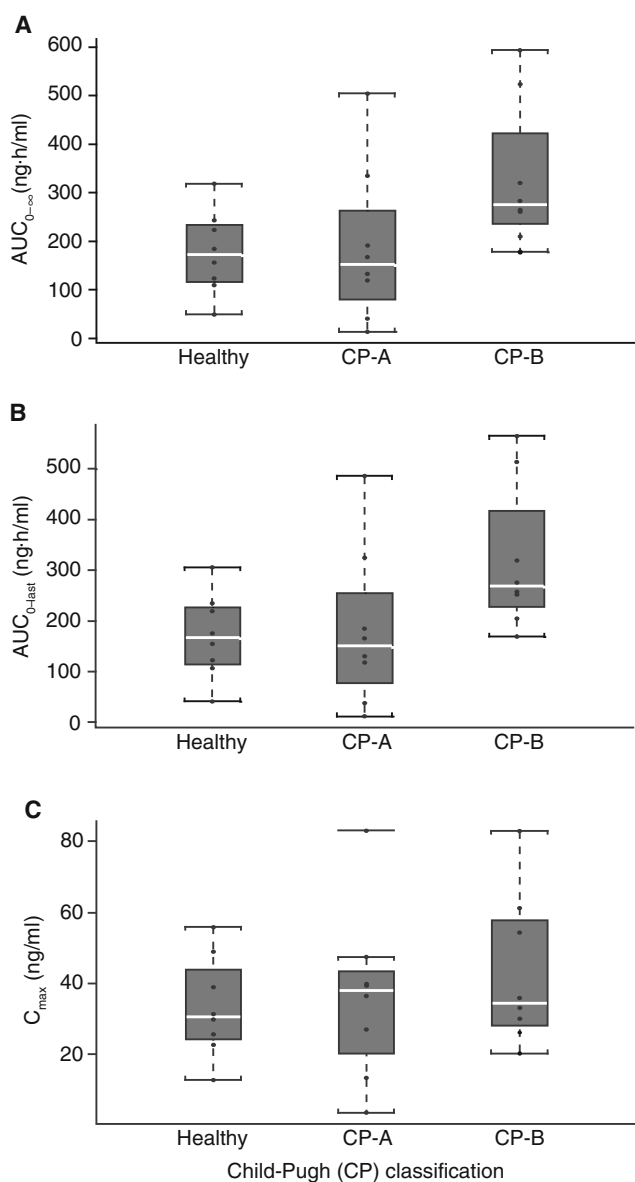 A
AUC0–∞ (ng·h/ml)
600
500
400
300
200
100
0
Healthy CP-A CP-B
B
AUC0-last (ng·h/ml)
500
400
300
200
100
0
Healthy CP-A CP-B
C
Cmax (ng/ml)
80
60
40
20
Healthy CP-A CP-B
Child-Pugh (CP) classification